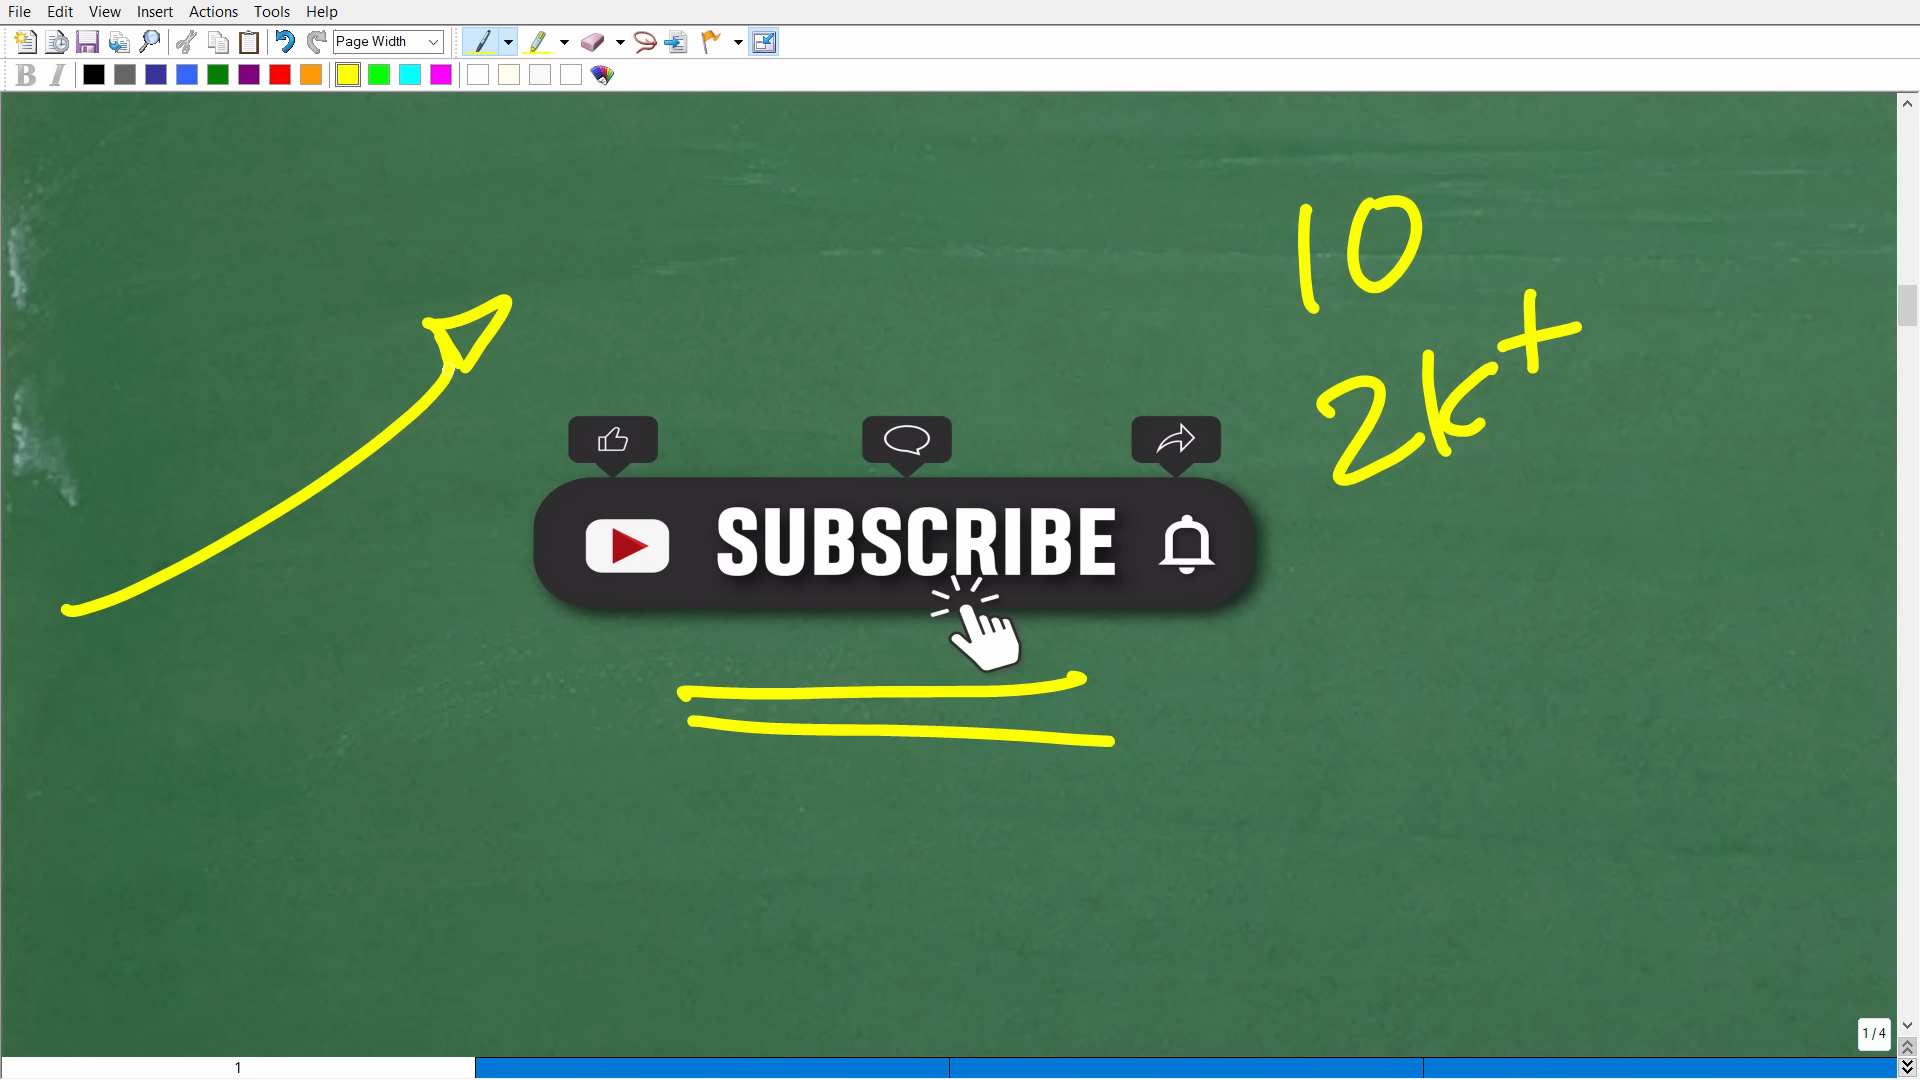 File Edit View Insert Actions Tools Help
Page Width
B I
10
2k+
SUBSCRIBE
1 / 4
1